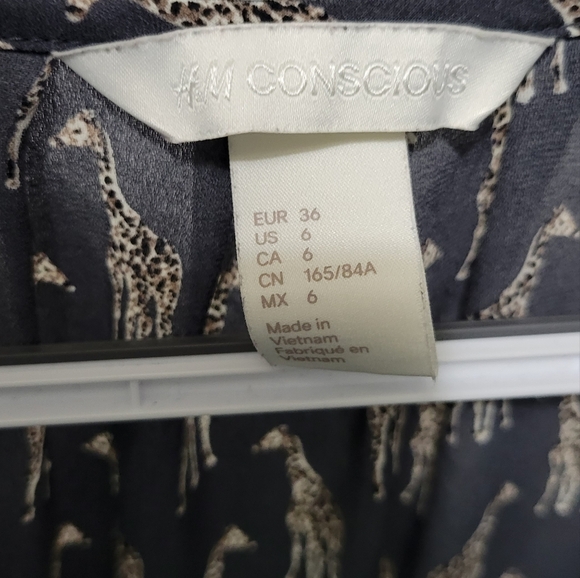 H&M CONSCIOUS
EUR 36
US 6
CA 6
CN 165/84A
MX 6
Made in
Vietnam
Fabriqué en
Vietnam